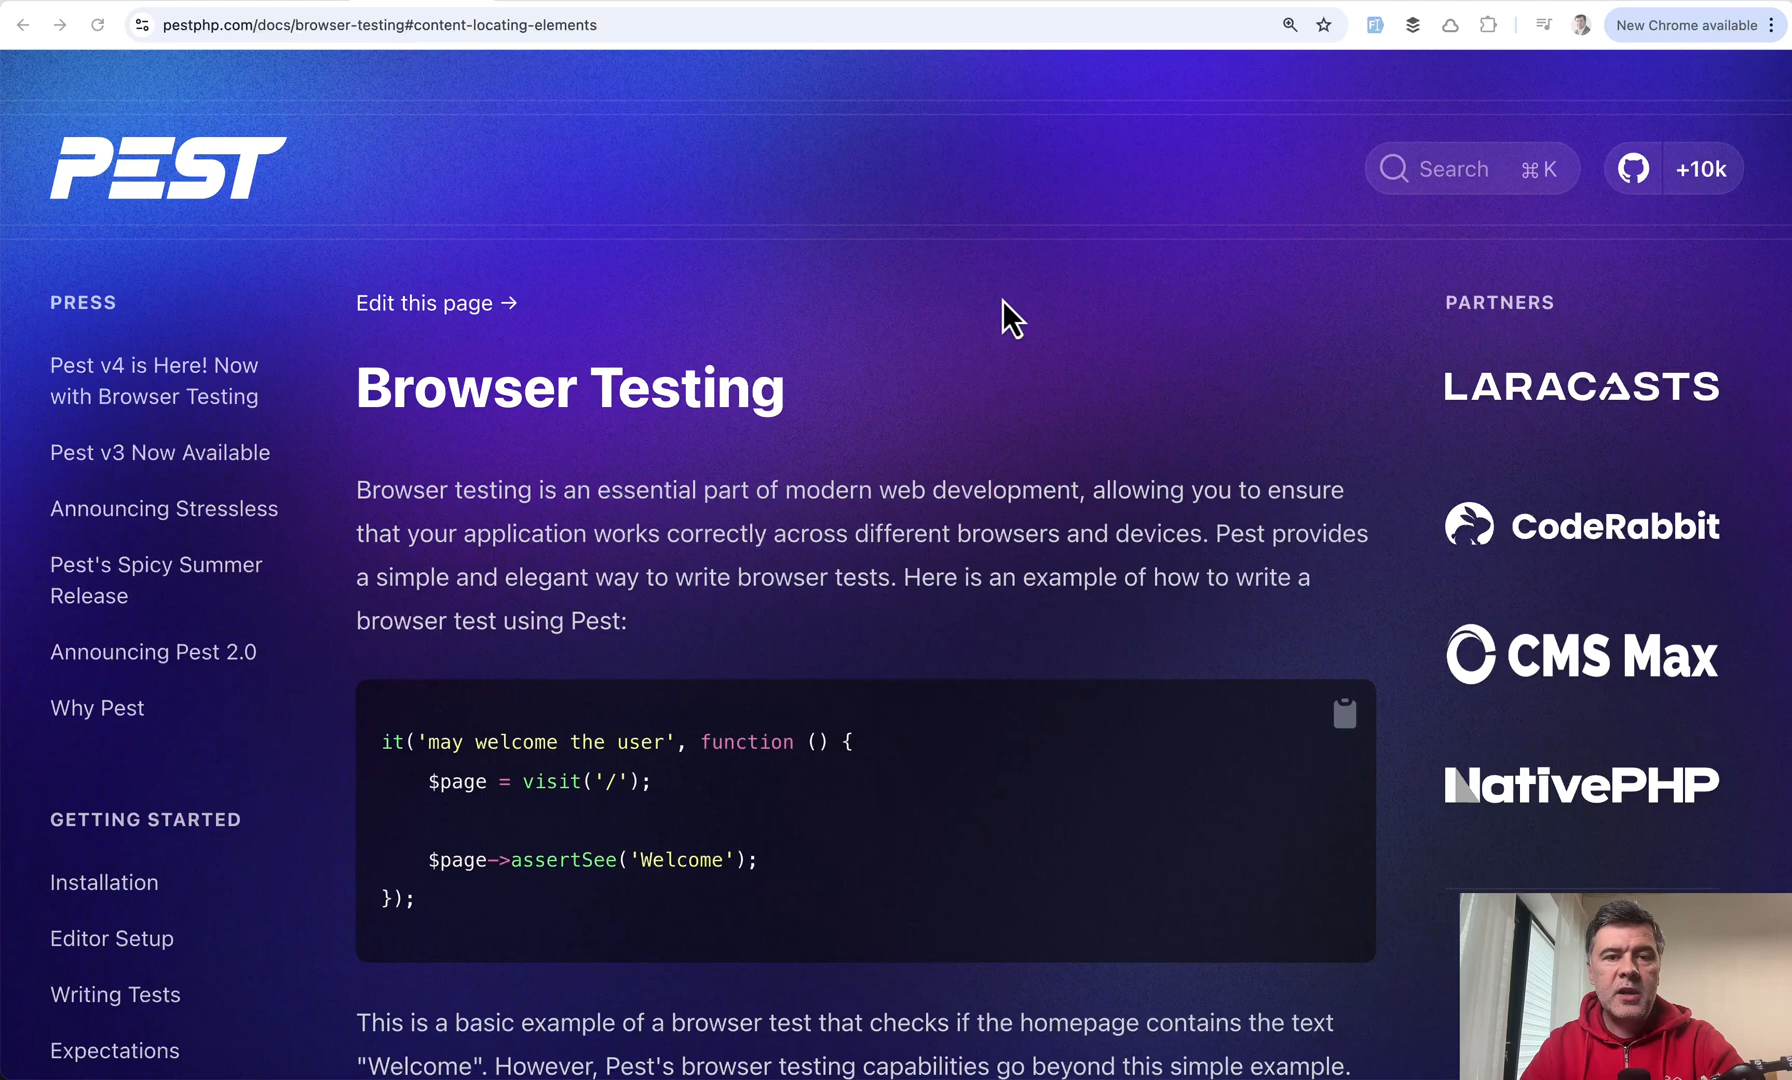 pestphp.com/docs/browser-testing#content-locating-elements
New Chrome available
PEST
Search ⌘ K
+10k
PRESS
Pest v4 is Here! Now
with Browser Testing
Pest v3 Now Available
Announcing Stressless
Pest's Spicy Summer
Release
Announcing Pest 2.0
Why Pest
GETTING STARTED
Installation
Editor Setup
Writing Tests
Expectations
Edit this page →
Browser Testing
Browser testing is an essential part of modern web development, allowing you to ensure
that your application works correctly across different browsers and devices. Pest provides
a simple and elegant way to write browser tests. Here is an example of how to write a
browser test using Pest:
it('may welcome the user', function () {
    $page = visit('/');
    $page->assertSee('Welcome');
});
This is a basic example of a browser test that checks if the homepage contains the text
"Welcome". However, Pest's browser testing capabilities go beyond this simple example.
PARTNERS
LARACASTS
CodeRabbit
CMS Max
NativePHP